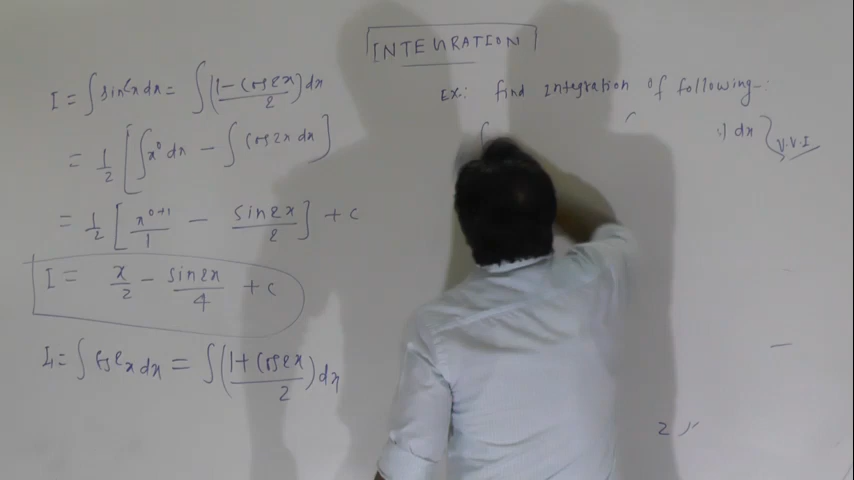 INTEGRATION
I = ∫ sin²x dx = ∫ (1 - cos2x / 2) dx
= 1/2 [ ∫ x⁰ dx - ∫ cos2x dx ]
= 1/2 [ x⁰⁺¹ / 1 - sin2x / 2 ] + c
I = x/2 - sin2x / 4 + c
I₁ = ∫ cos²x dx = ∫ (1 + cos2x / 2) dx
Ex: Find Integration of following -:
∫ dx V.V.I
2